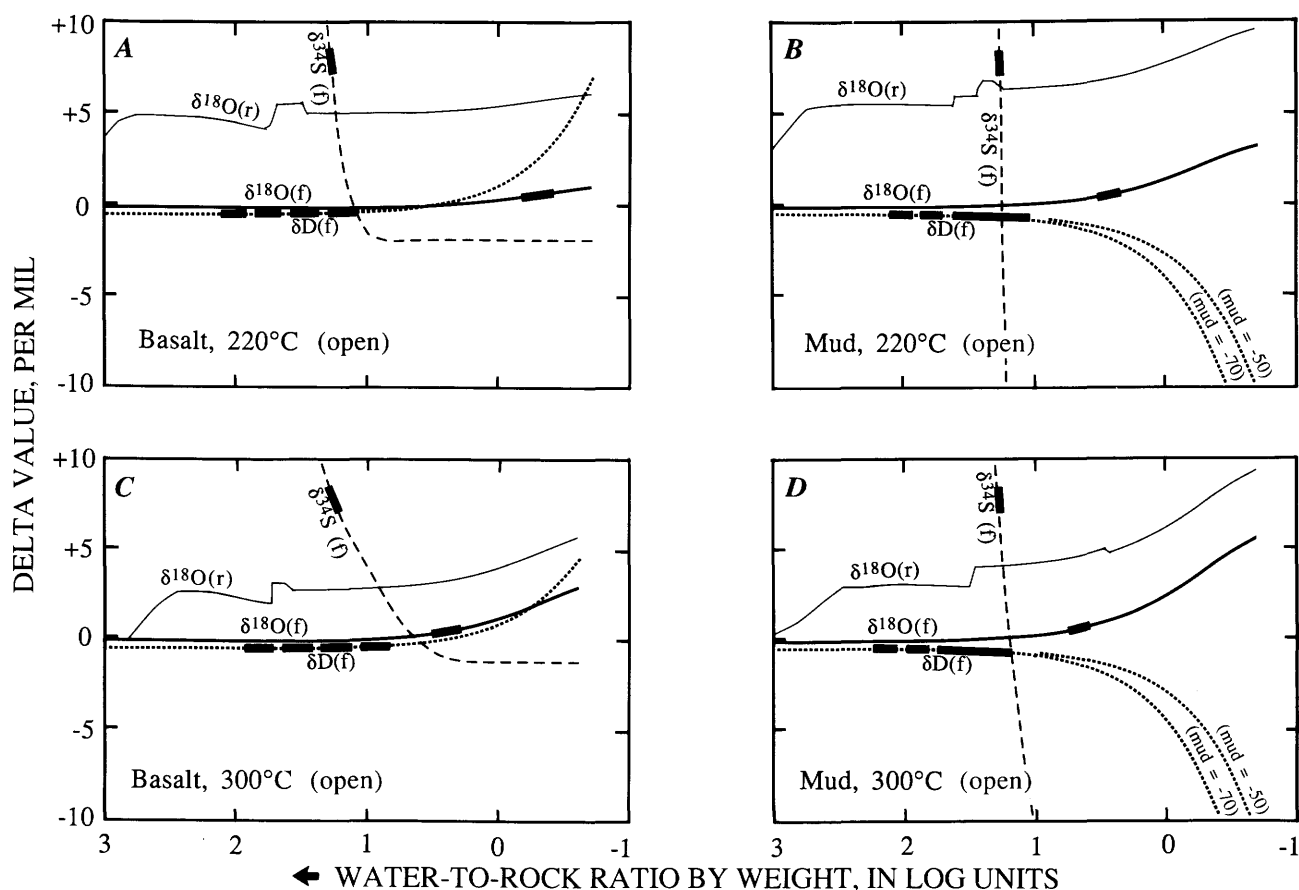 DELTA VALUE, PER MIL
+10
+5
0
-5
-10
A
δ³⁴S (f)
δ¹⁸O(r)
δ¹⁸O(f)
δD(f)
Basalt, 220°C (open)
B
δ¹⁸O(r)
δ³⁴S (f)
δ¹⁸O(f)
δD(f)
(mud = -50)
(mud = -70)
Mud, 220°C (open)
+10
+5
0
-5
-10
C
δ³⁴S (f)
δ¹⁸O(r)
δ¹⁸O(f)
δD(f)
Basalt, 300°C (open)
3 2 1 0 -1
D
δ³⁴S (f)
δ¹⁸O(r)
δ¹⁸O(f)
δD(f)
(mud = -50)
(mud = -70)
Mud, 300°C (open)
3 2 1 0 -1
← WATER-TO-ROCK RATIO BY WEIGHT, IN LOG UNITS